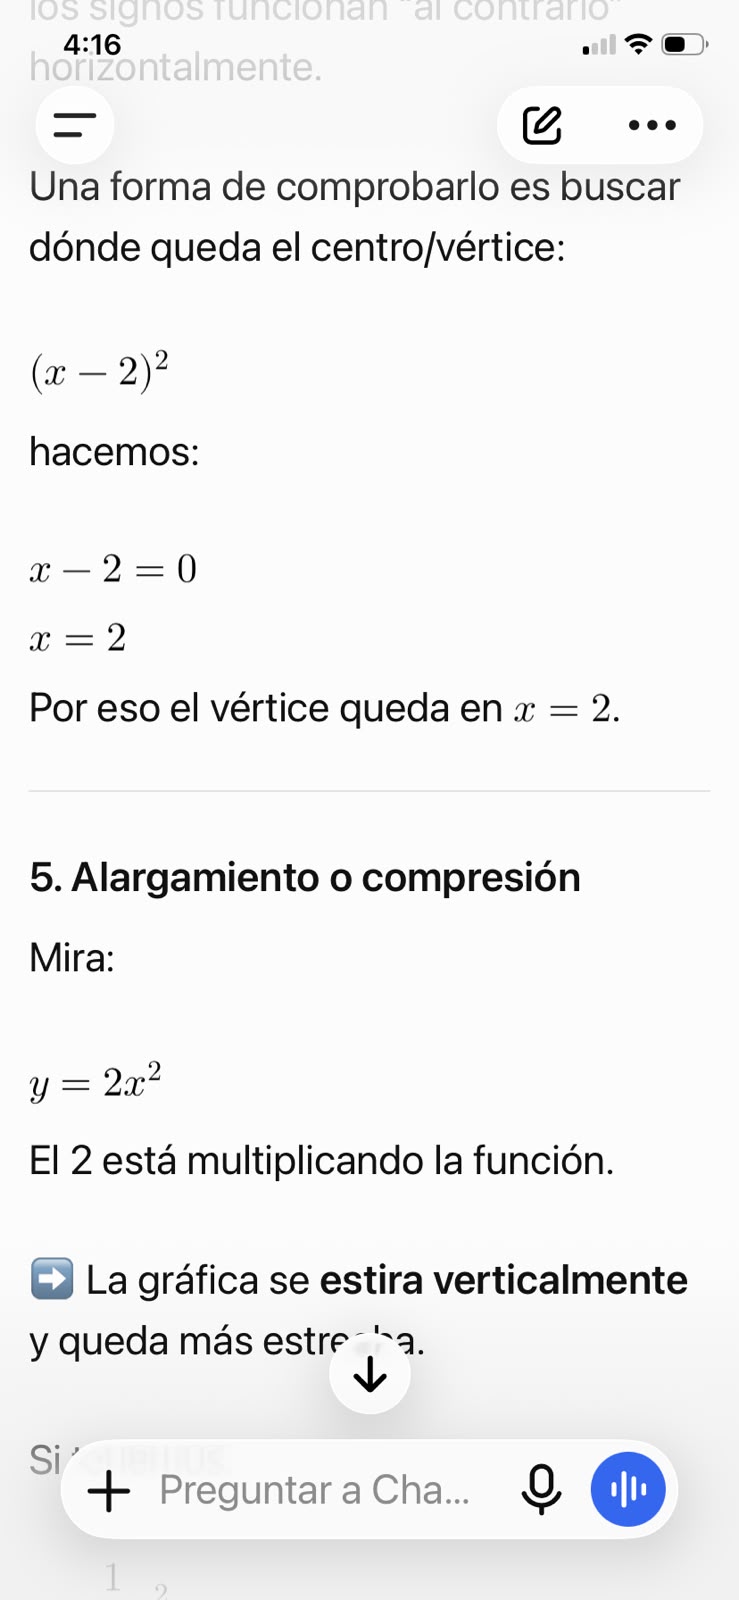 los signos funcionan "al contrario"
4:16
horizontalmente.
Una forma de comprobarlo es buscar
dónde queda el centro/vértice:
(x − 2)²
hacemos:
x − 2 = 0
x = 2
Por eso el vértice queda en x = 2.
5. Alargamiento o compresión
Mira:
y = 2x²
El 2 está multiplicando la función.
➡️ La gráfica se estira verticalmente
y queda más estrecha.
Si
Preguntar a Cha...
1 2